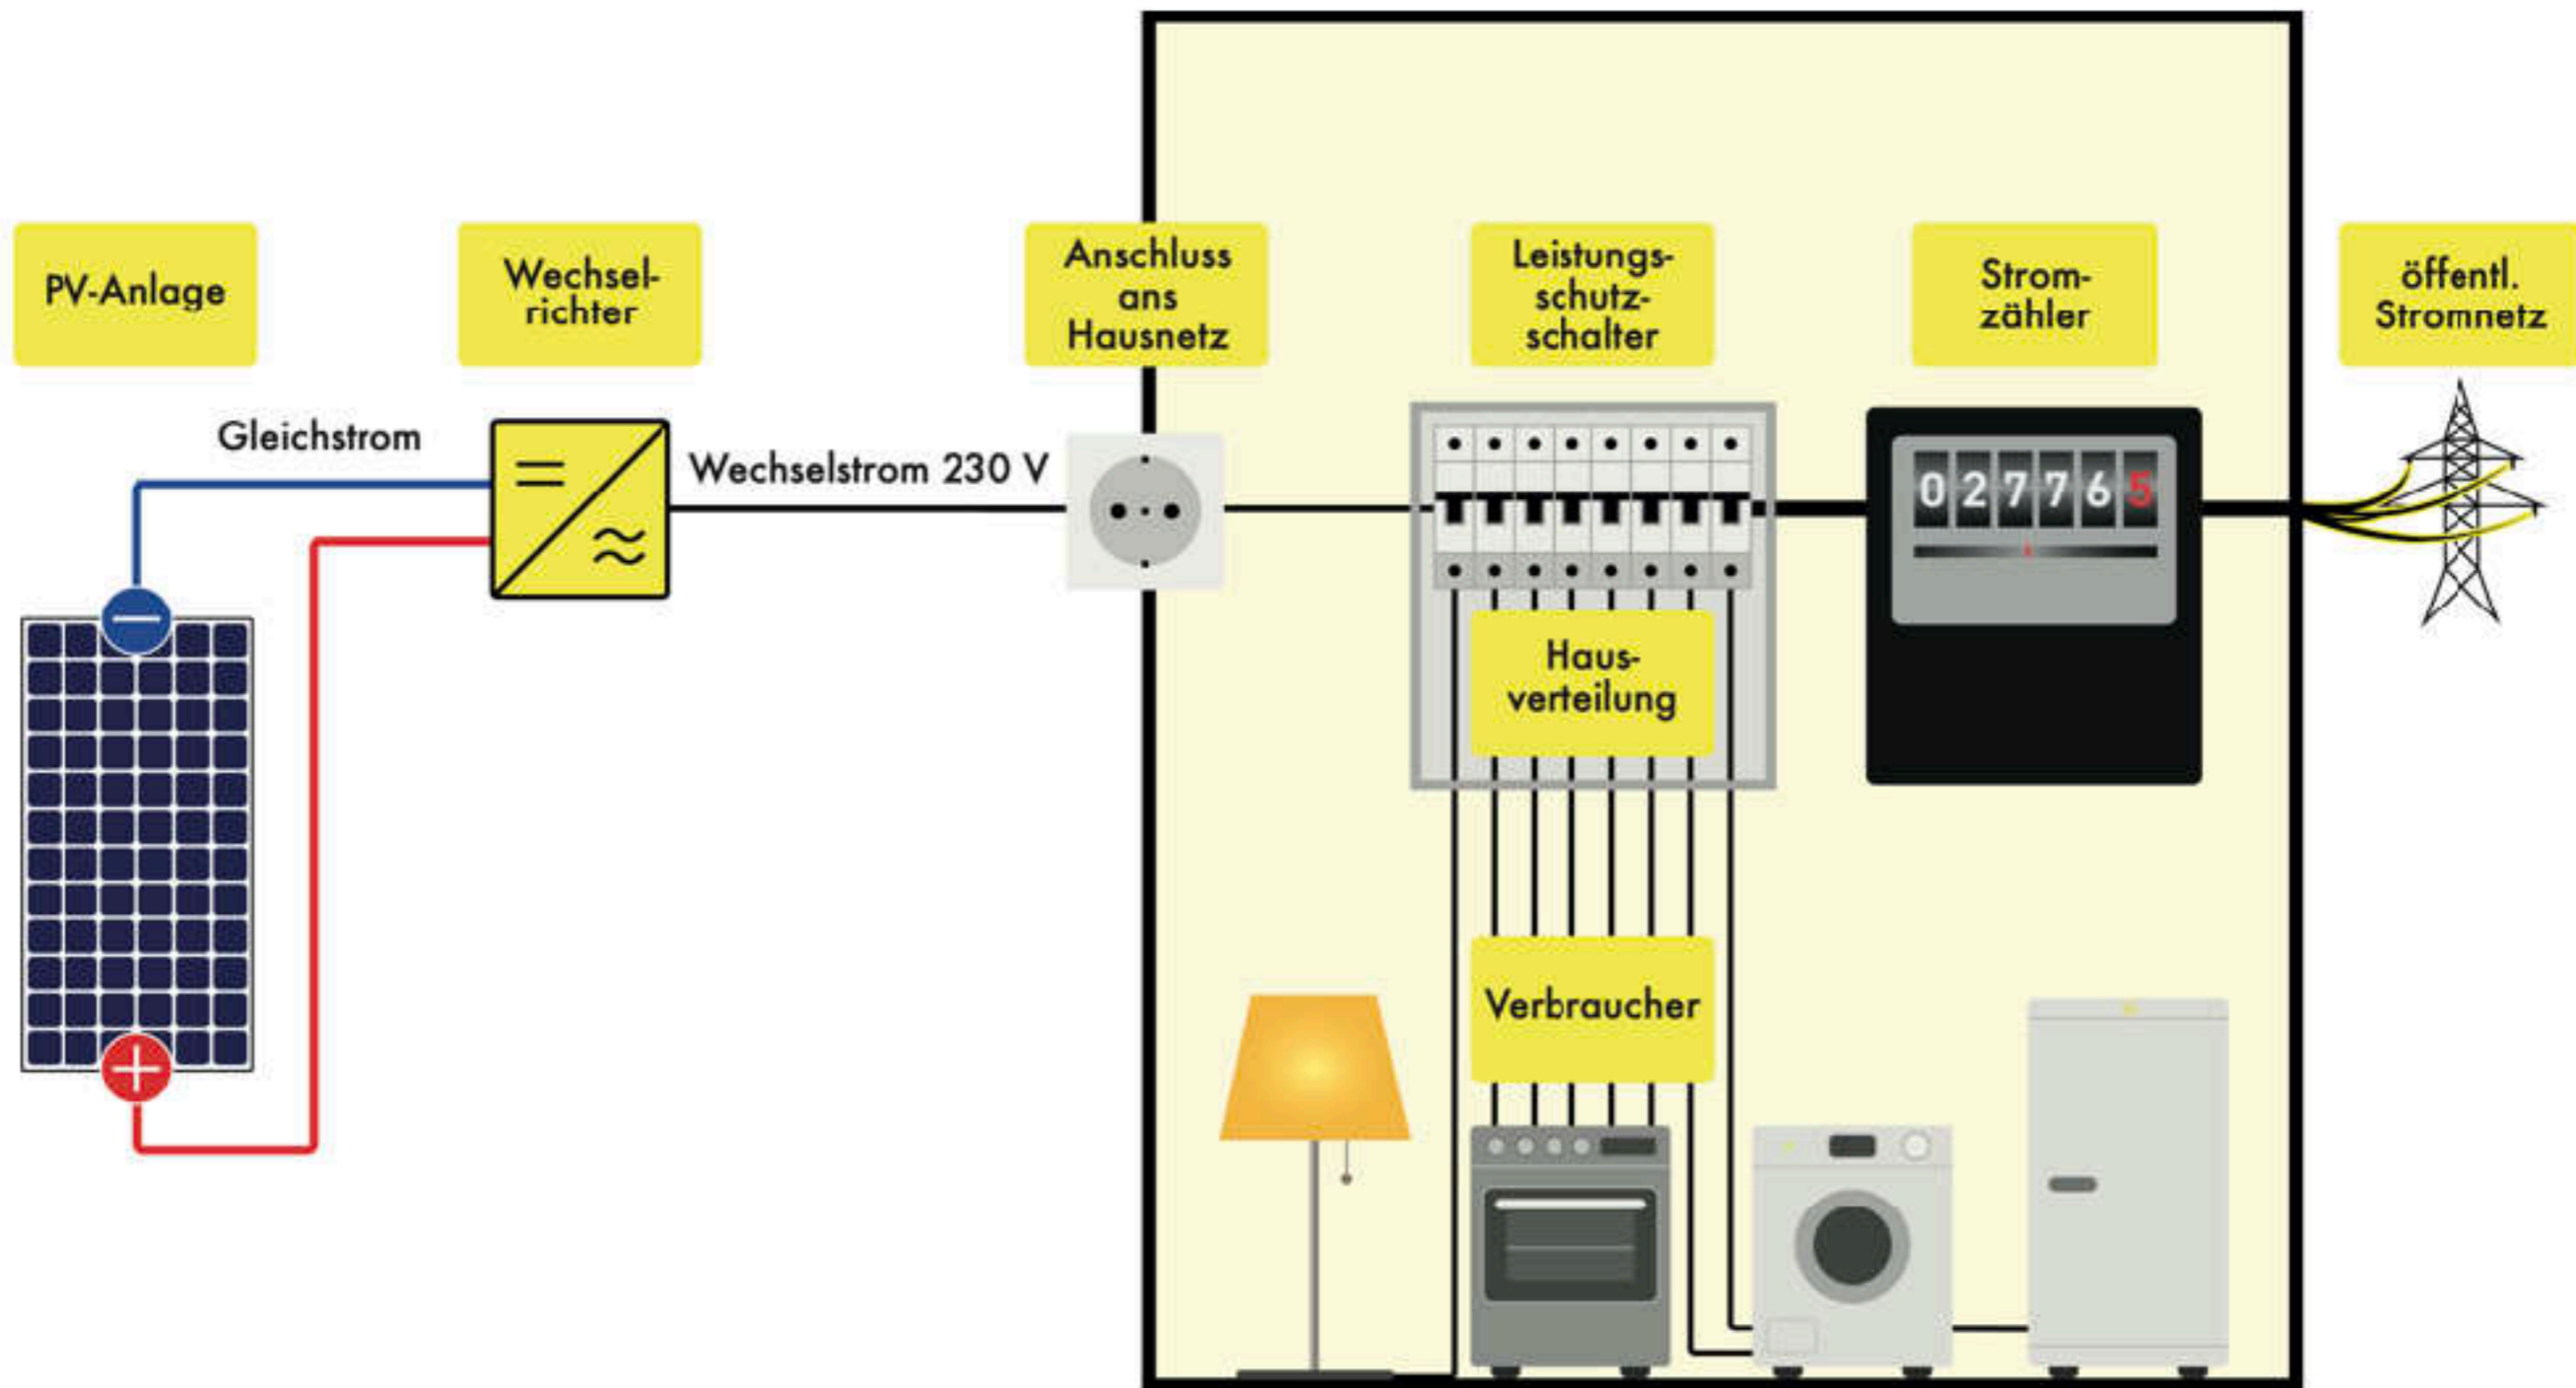 PV-Anlage
Wechsel-
richter
Anschluss
ans
Hausnetz
Leistungs-
schutz-
schalter
Strom-
zähler
öffentl.
Stromnetz
Gleichstrom
Wechselstrom 230 V
027765
Haus-
verteilung
Verbraucher